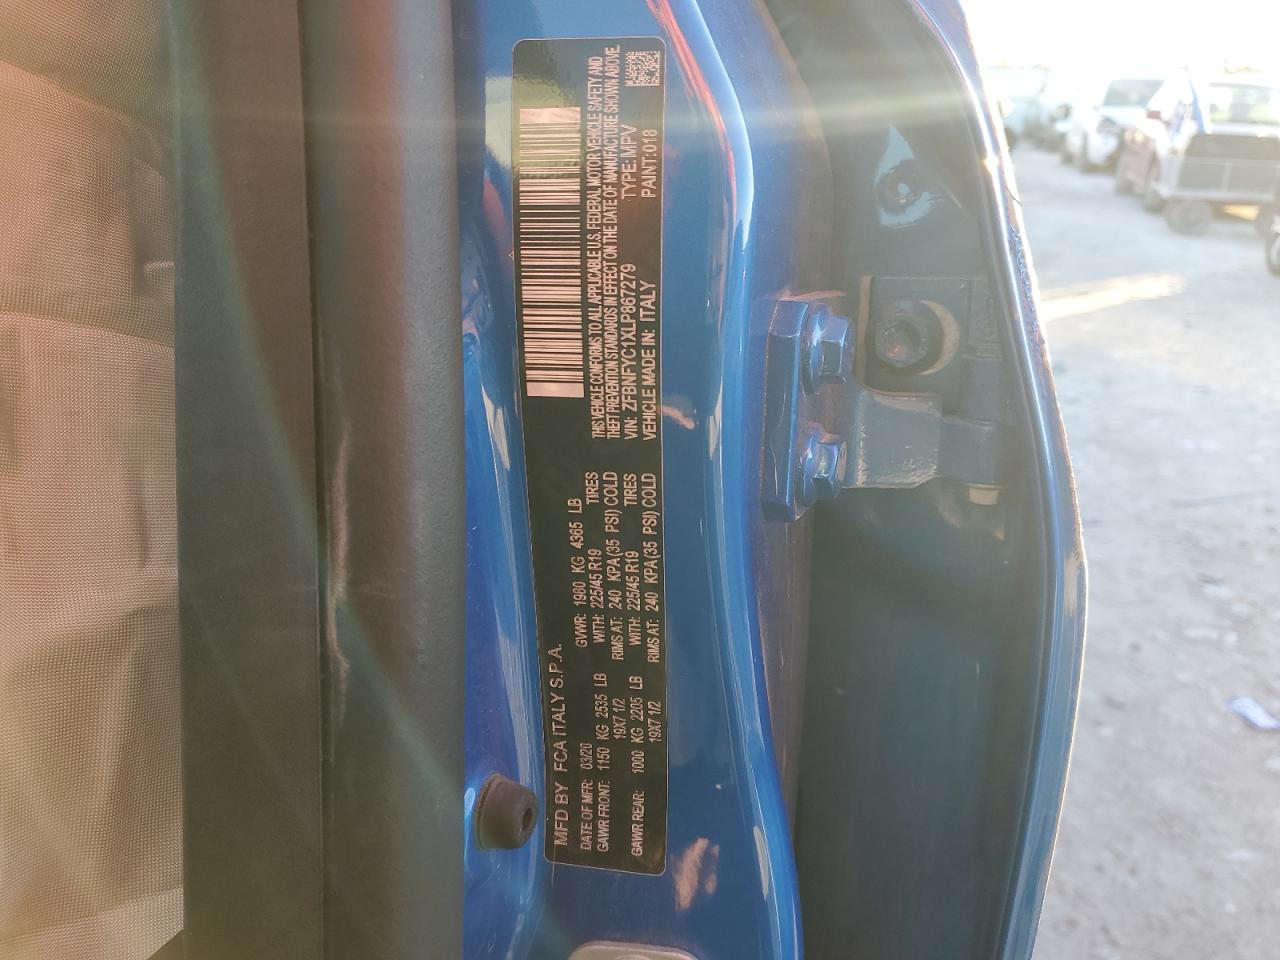 MFD BY FCA ITALY S.P.A.
DATE OF MFR: 03/20 GVWR: 1980 KG 4365 LB
GAWR FRONT: 1150 KG 2535 LB WITH: 225/45 R19 TIRES
19X7 1/2 RIMS AT: 240 KPA (35 PSI) COLD
GAWR REAR: 1000 KG 2205 LB WITH: 225/45 R19 TIRES
19X7 1/2 RIMS AT: 240 KPA (35 PSI) COLD
THIS VEHICLE CONFORMS TO ALL APPLICABLE U.S. FEDERAL MOTOR VEHICLE SAFETY AND
THEFT PREVENTION STANDARDS IN EFFECT ON THE DATE OF MANUFACTURE SHOWN ABOVE.
VIN: ZFBNFYC1XLP867279 TYPE: MPV
VEHICLE MADE IN: ITALY PAINT: 018